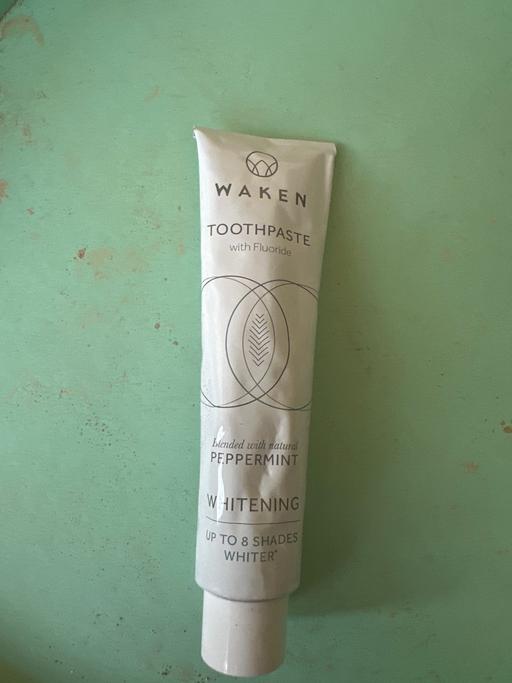 WAKEN
TOOTHPASTE
with Fluoride
blended with natural
PEPPERMINT
WHITENING
UP TO 8 SHADES
WHITER*